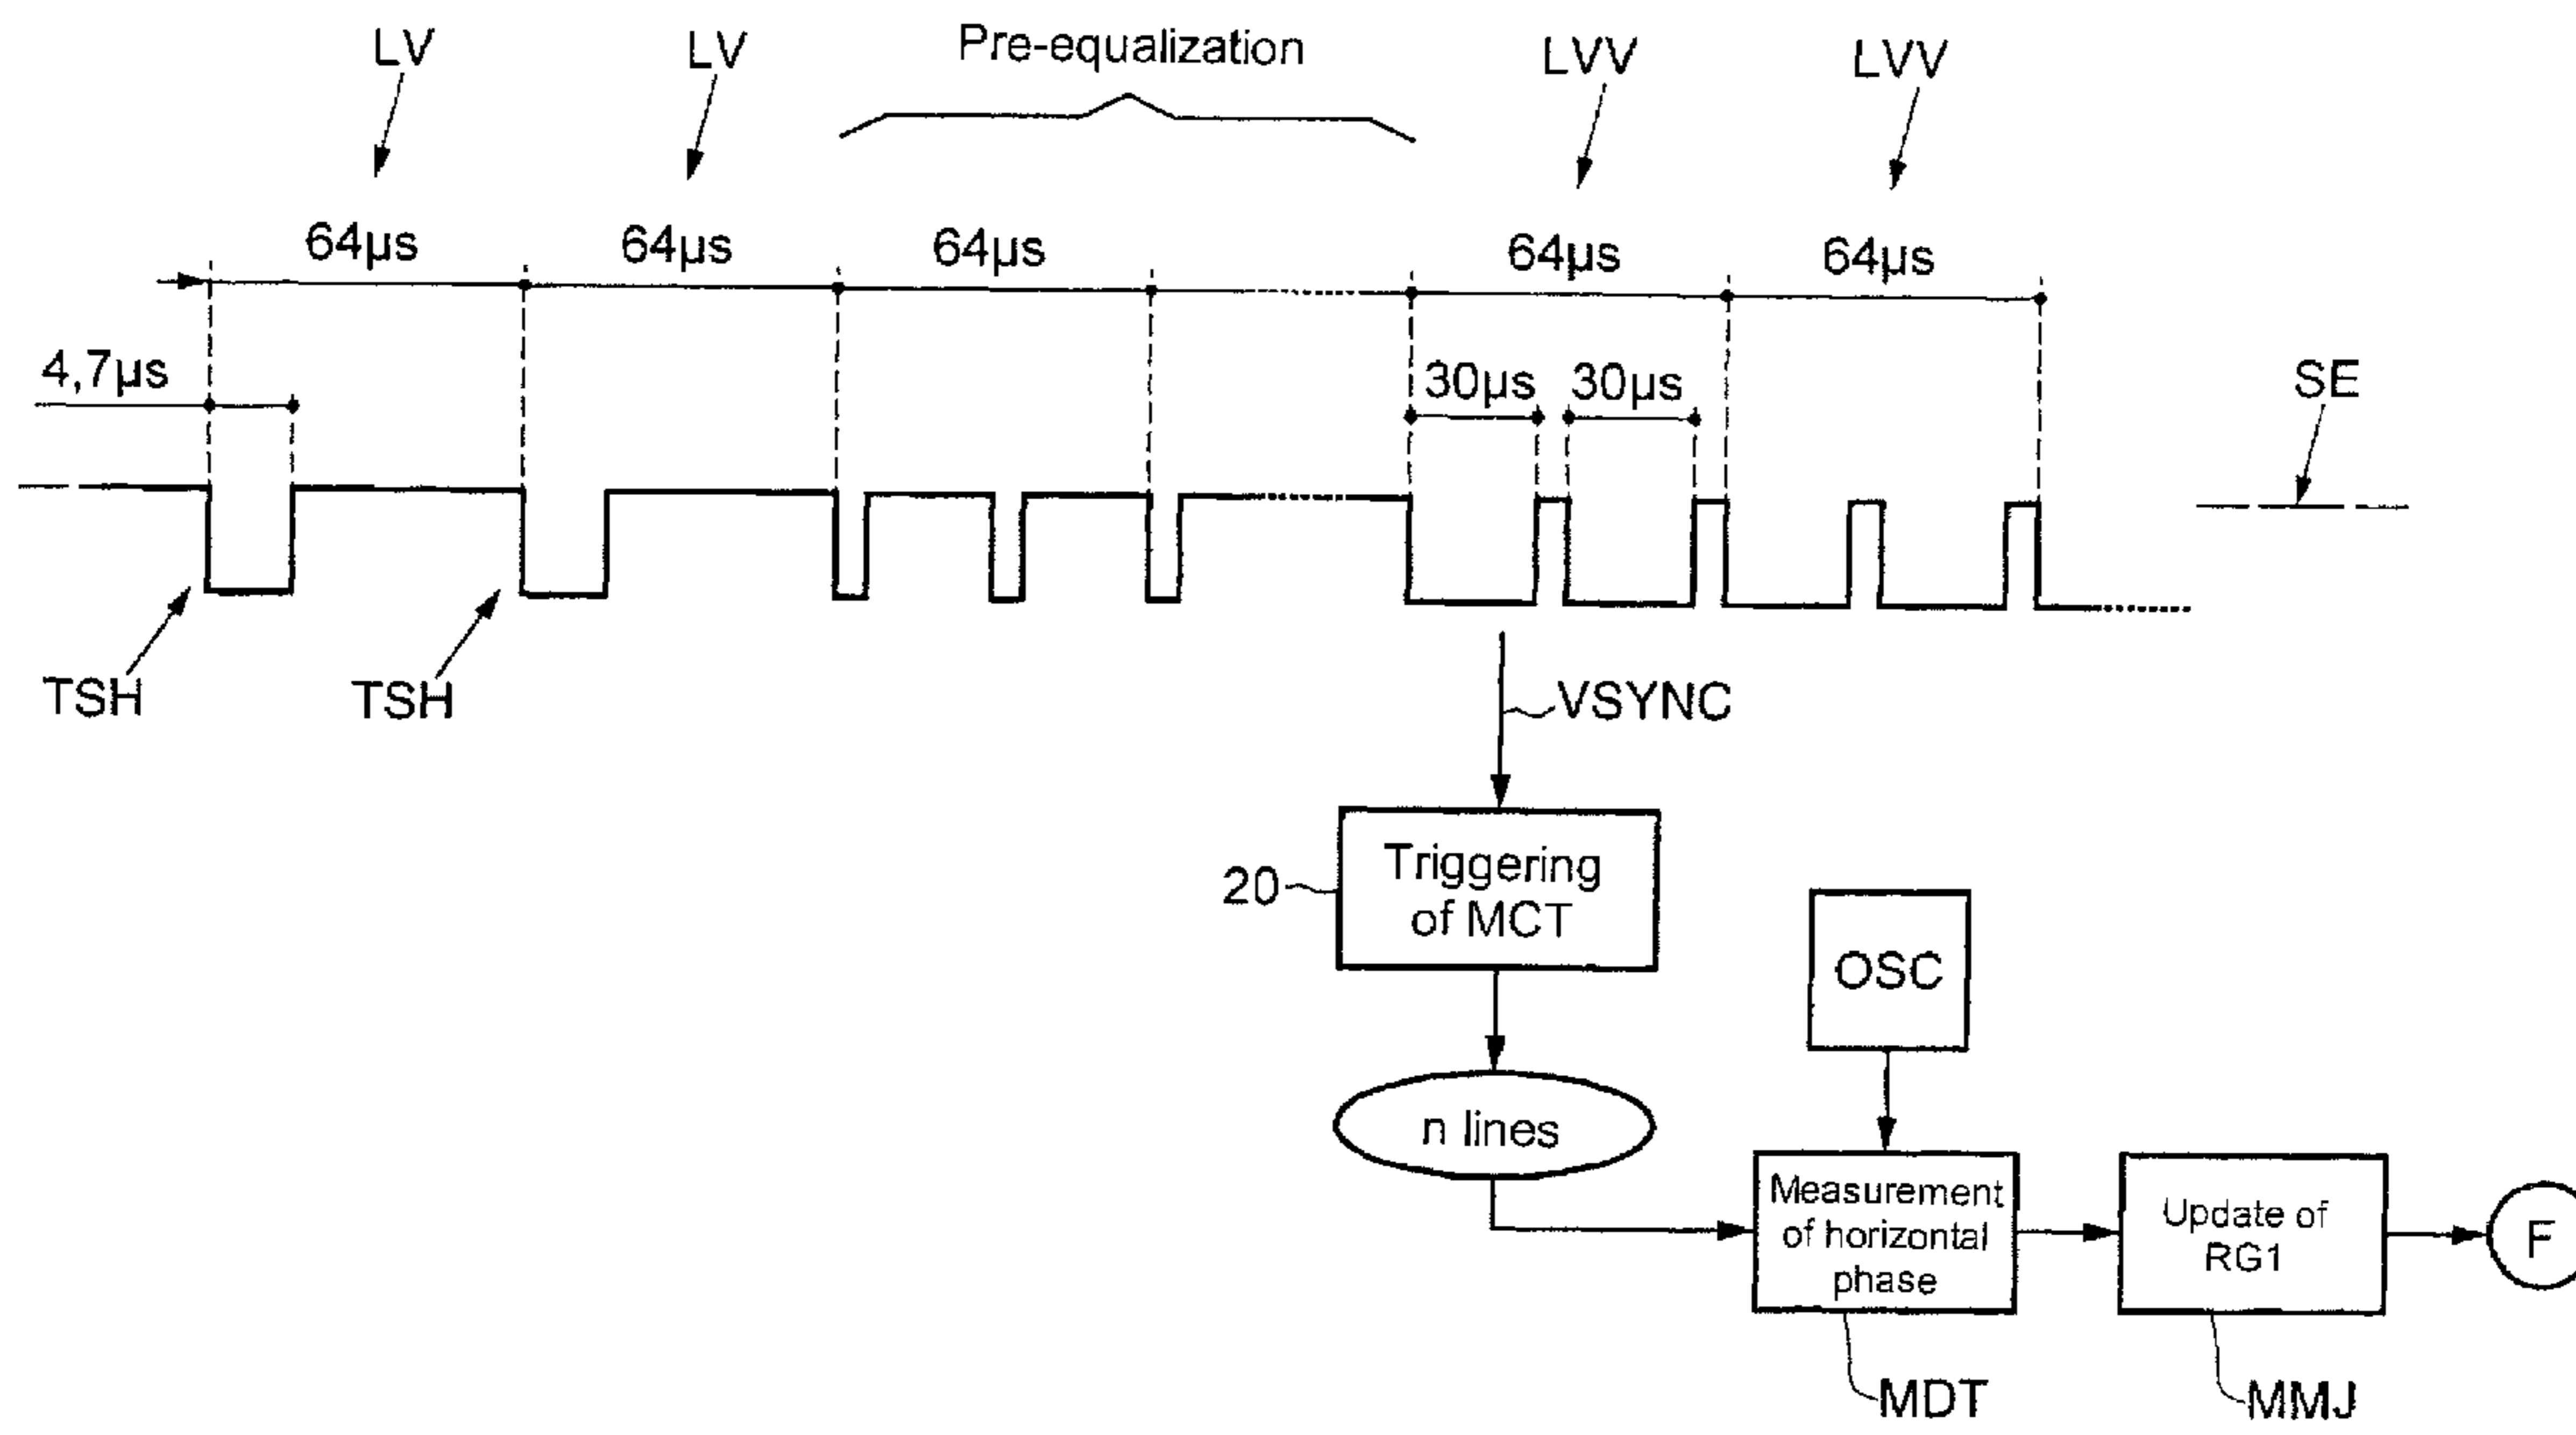 LV LV Pre-equalization LVV LVV
64µs 64µs 64µs 64µs 64µs
4,7µs 30µs 30µs SE
TSH TSH VSYNC
20
Triggering
of MCT
OSC
n lines
Measurement
of horizontal
phase
Update of
RG1
F
MDT MMJ